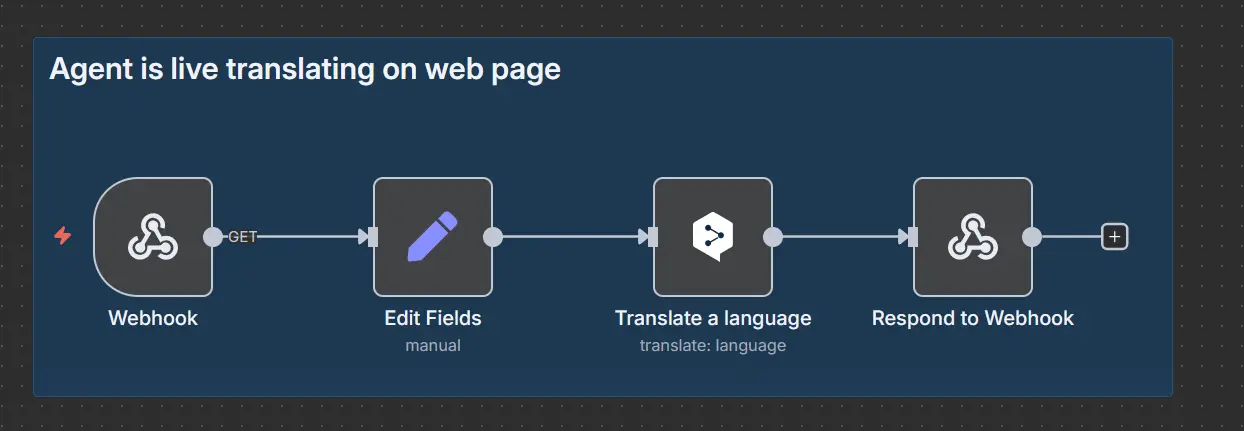 Agent is live translating on web page
GET
Webhook
Edit Fields
Translate a language
Respond to Webhook
manual
translate: language